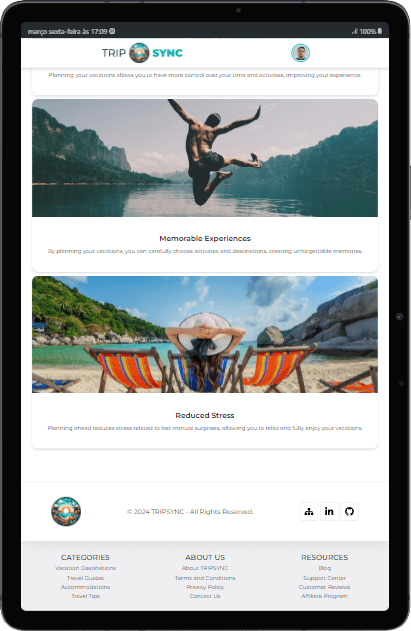 março sexta-feira ás 17:09
100%
TRIP SYNC
Planning your vacations allows you to have more control over your time and activities, improving your experience.
Memorable Experiences
By planning your vacations, you can carefully choose activities and destinations, creating unforgettable memories.
Reduced Stress
Planning ahead reduces stress related to last-minute surprises, allowing you to relax and fully enjoy your vacations.
© 2024 TRIPSYNC - All Rights Reserved.
CATEGORIES
Vacation Destinations
Travel Guides
Accommodations
Travel Tips
ABOUT US
About TRIPSYNC
Terms and Conditions
Privacy Policy
Contact Us
RESOURCES
Blog
Support Center
Customer Reviews
Affiliate Program